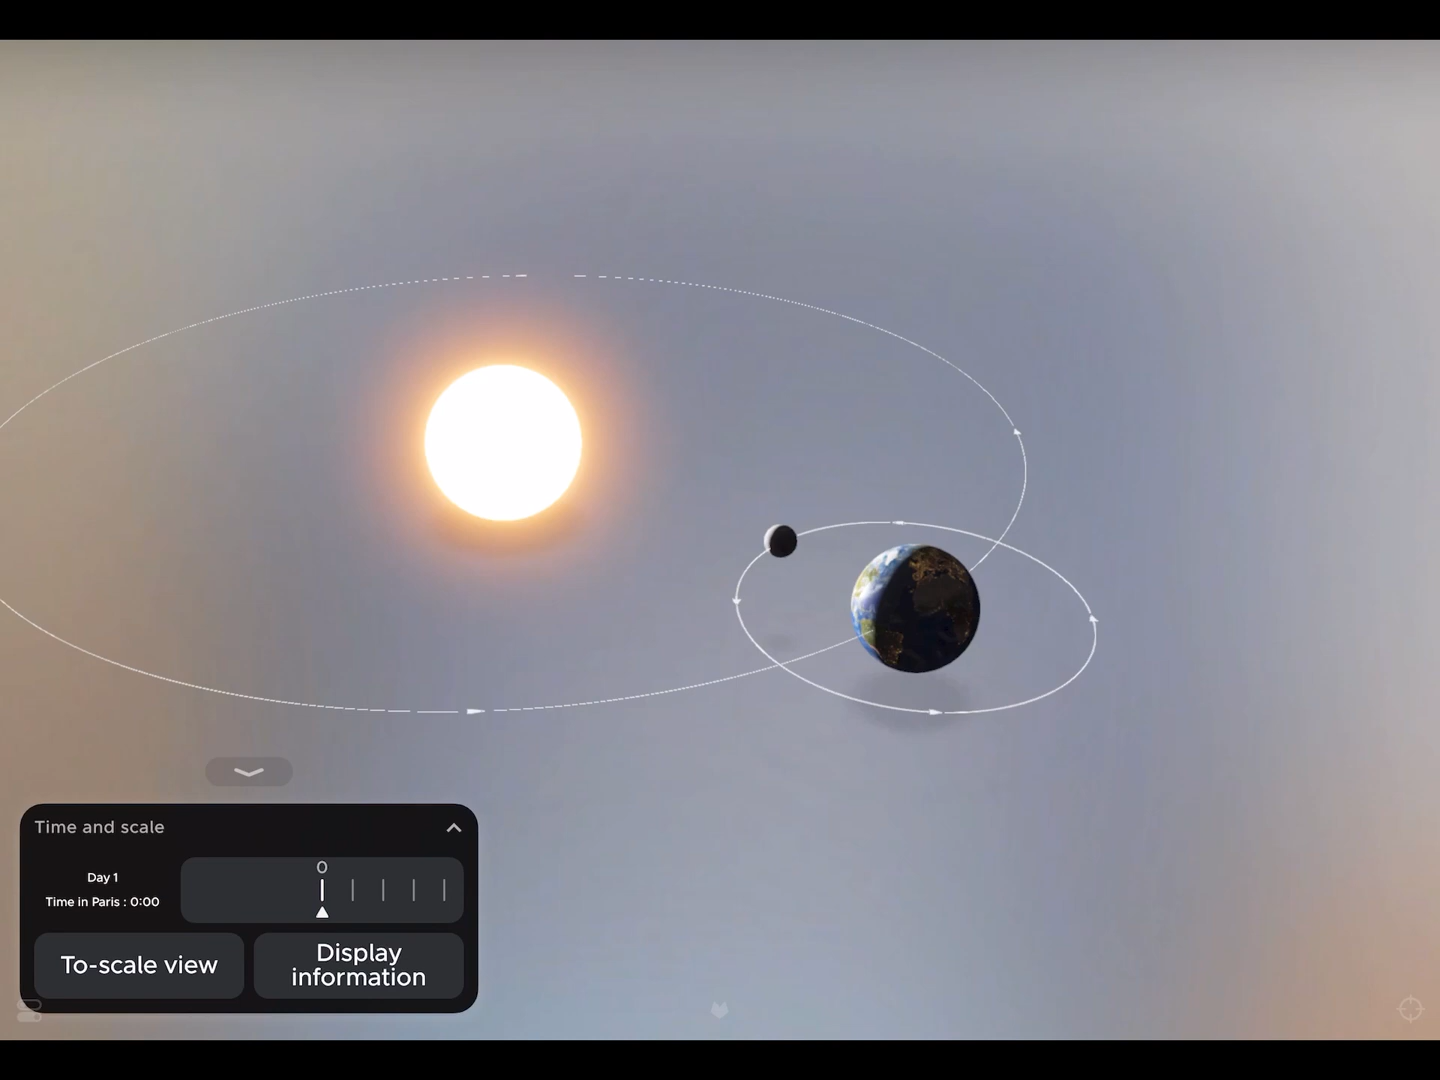 Time and scale
0
Day 1
Time in Paris : 0:00
To-scale view
Display
information